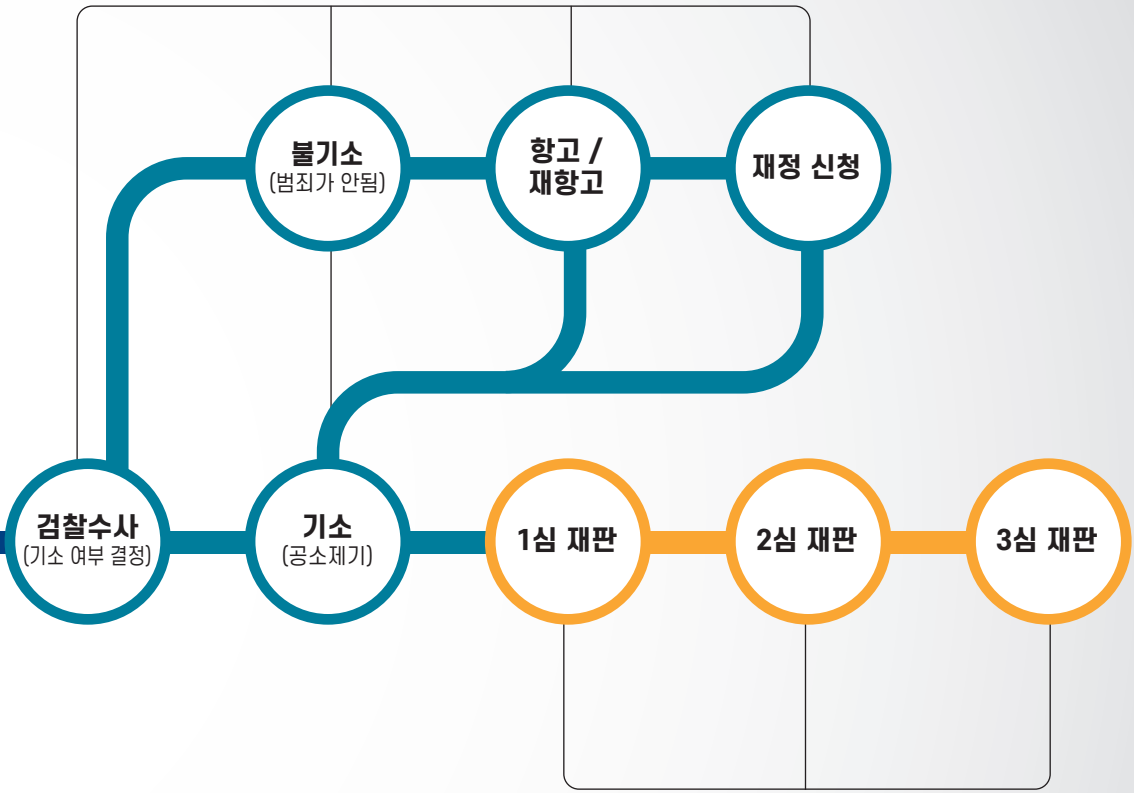 불기소
(범죄가 안됨)
항고 /
재항고
재정 신청
검찰수사
(기소 여부 결정)
기소
(공소제기)
1심 재판
2심 재판
3심 재판